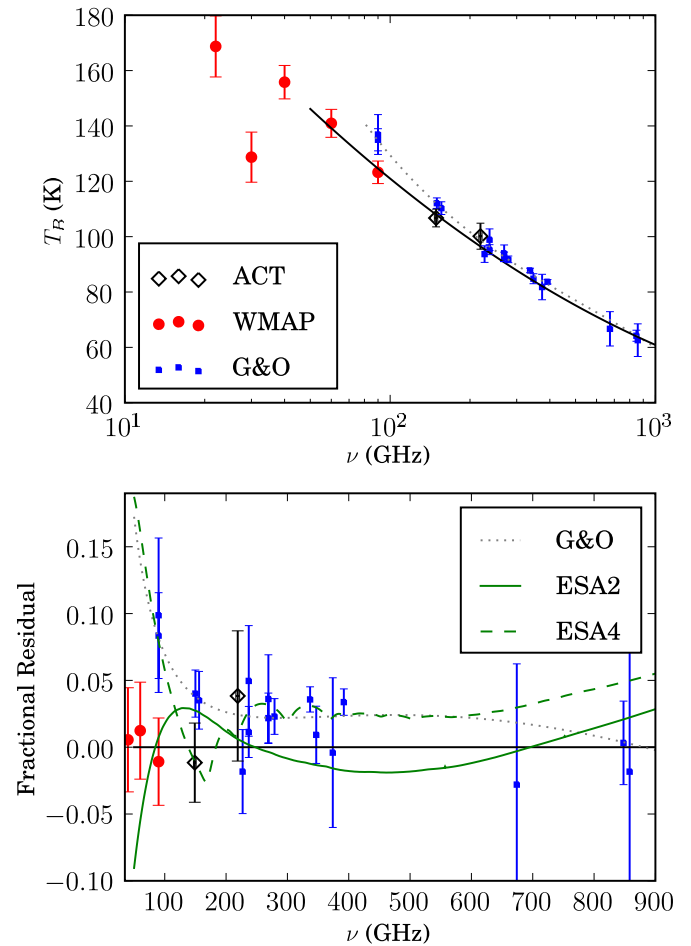 180
160
140
120
100
80
60
40
T_B (K)
ACT
WMAP
G&O
10^1
10^2
10^3
ν (GHz)
0.15
0.10
0.05
0.00
−0.05
−0.10
Fractional Residual
G&O
ESA2
ESA4
100 200 300 400 500 600 700 800 900
ν (GHz)